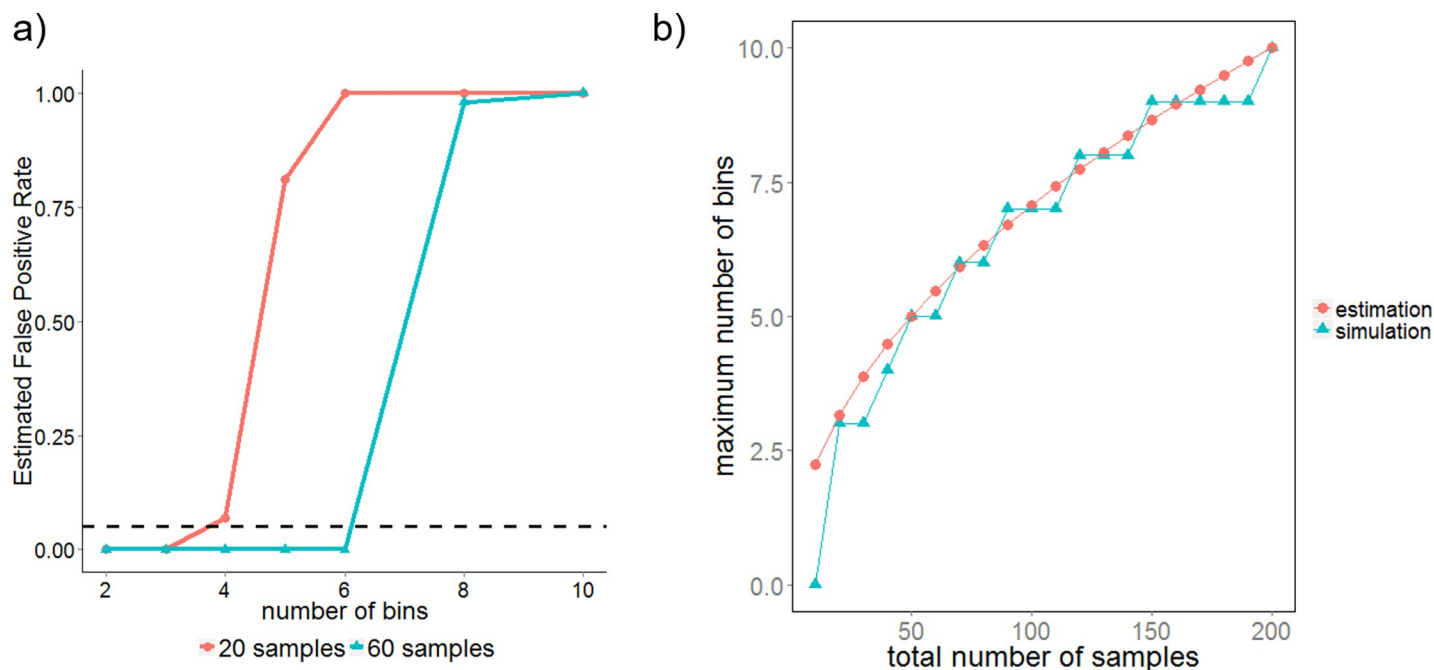 a)
Estimated False Positive Rate
1.00
0.75
0.50
0.25
0.00
2 4 6 8 10
number of bins
20 samples 60 samples
b)
maximum number of bins
10.0
7.5
5.0
2.5
0.0
50 100 150 200
total number of samples
estimation
simulation